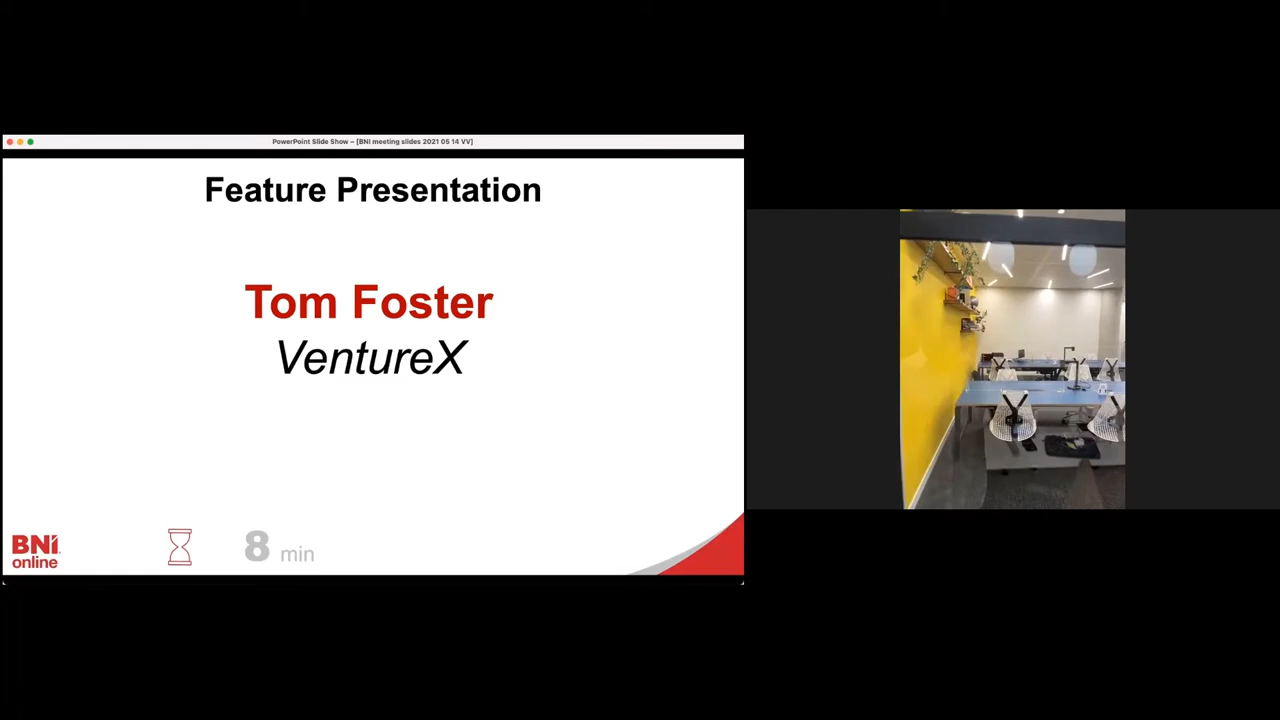 PowerPoint Slide Show – [BNI meeting slides 2021 05 14 VV]
Feature Presentation
Tom Foster
VentureX
BNI online
8 min